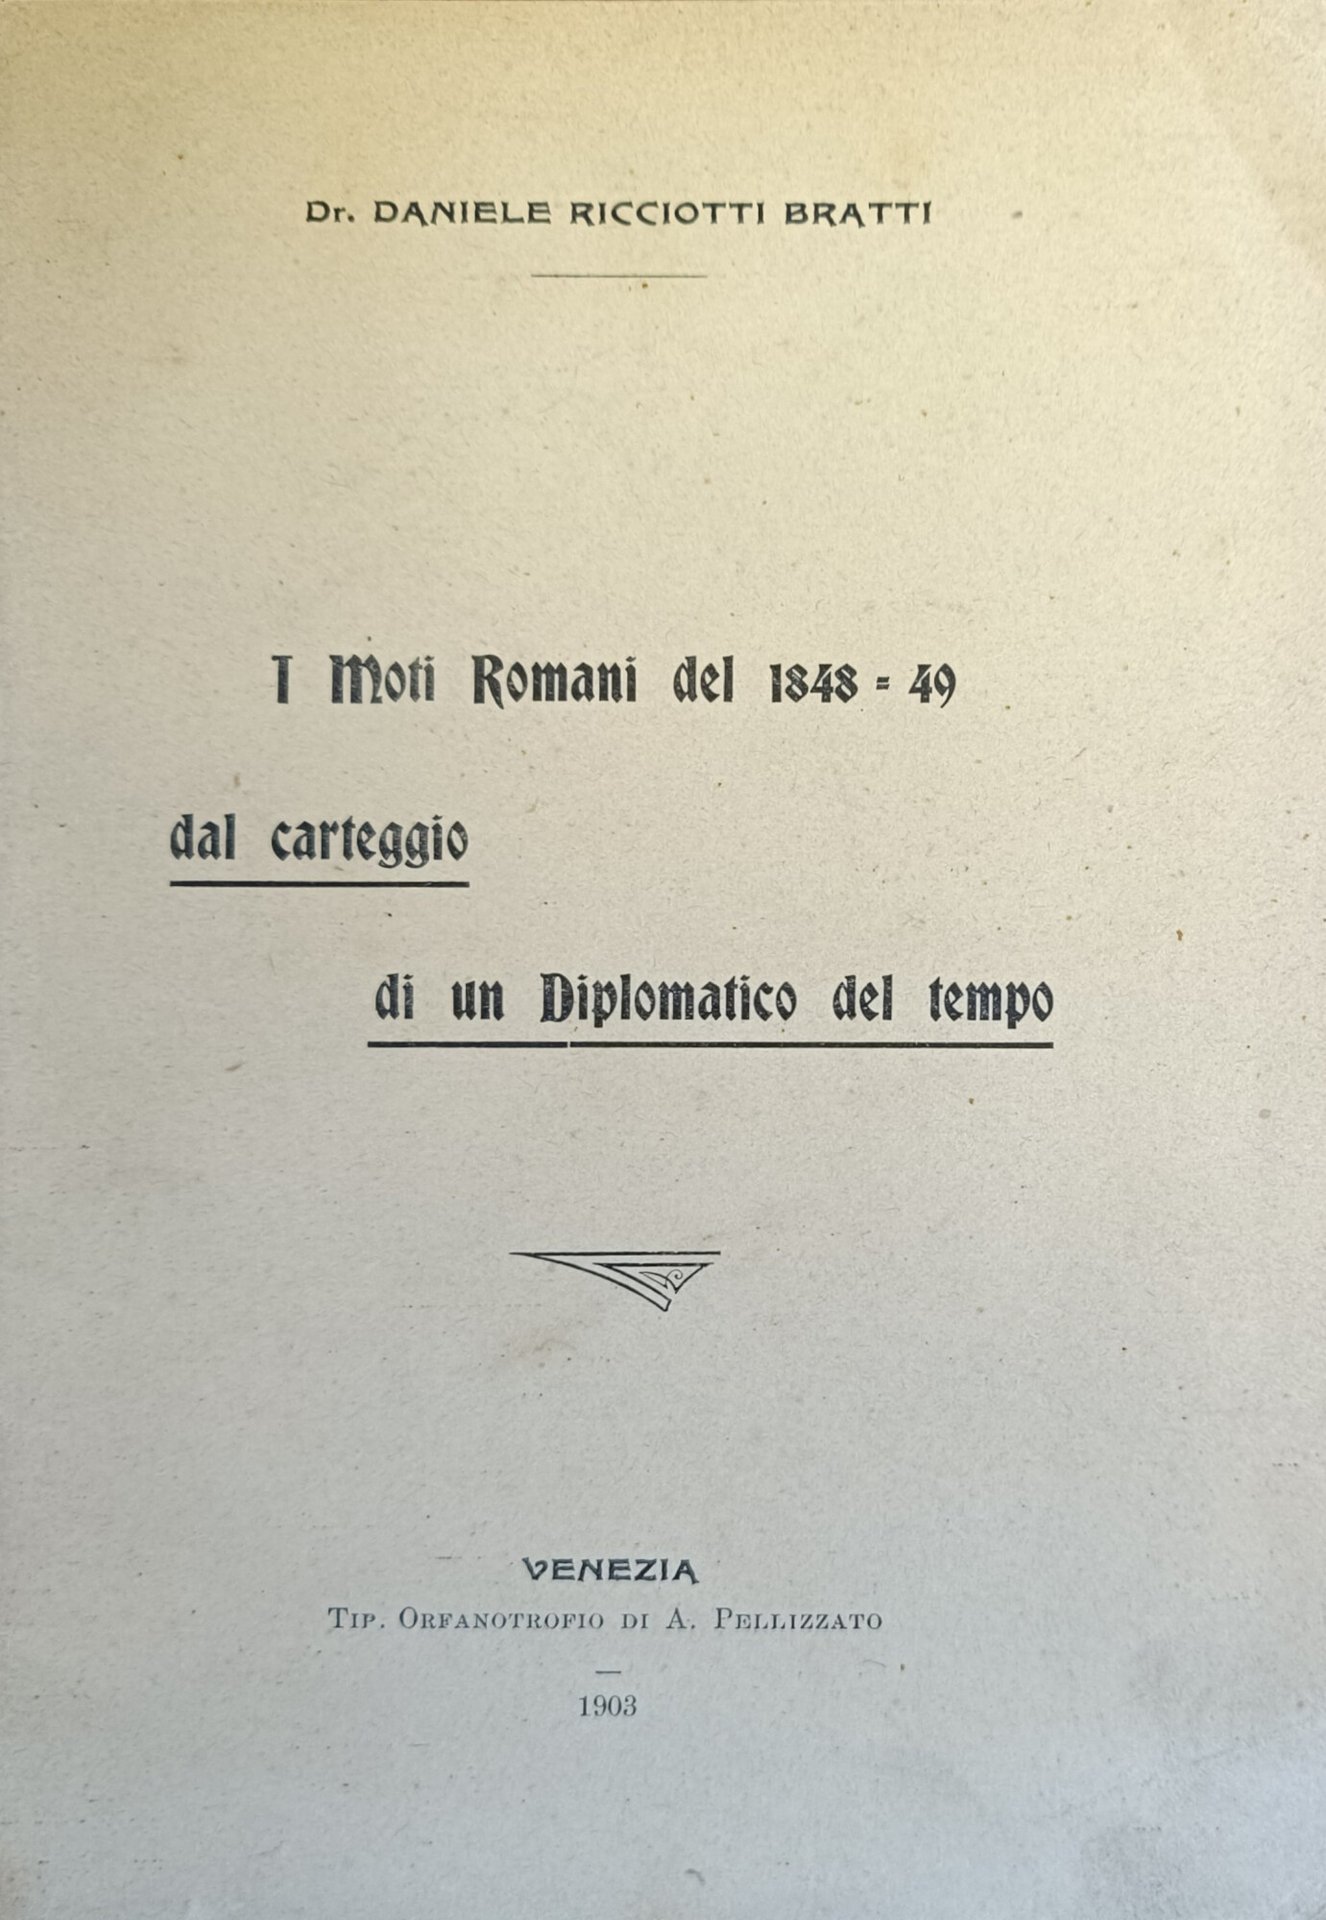 Dr. DANIELE RICCIOTTI BRATTI
I Moti Romani del 1848 = 49
dal carteggio
di un Diplomatico del tempo
VENEZIA
TIP. ORFANOTROFIO DI A. PELLIZZATO
1903